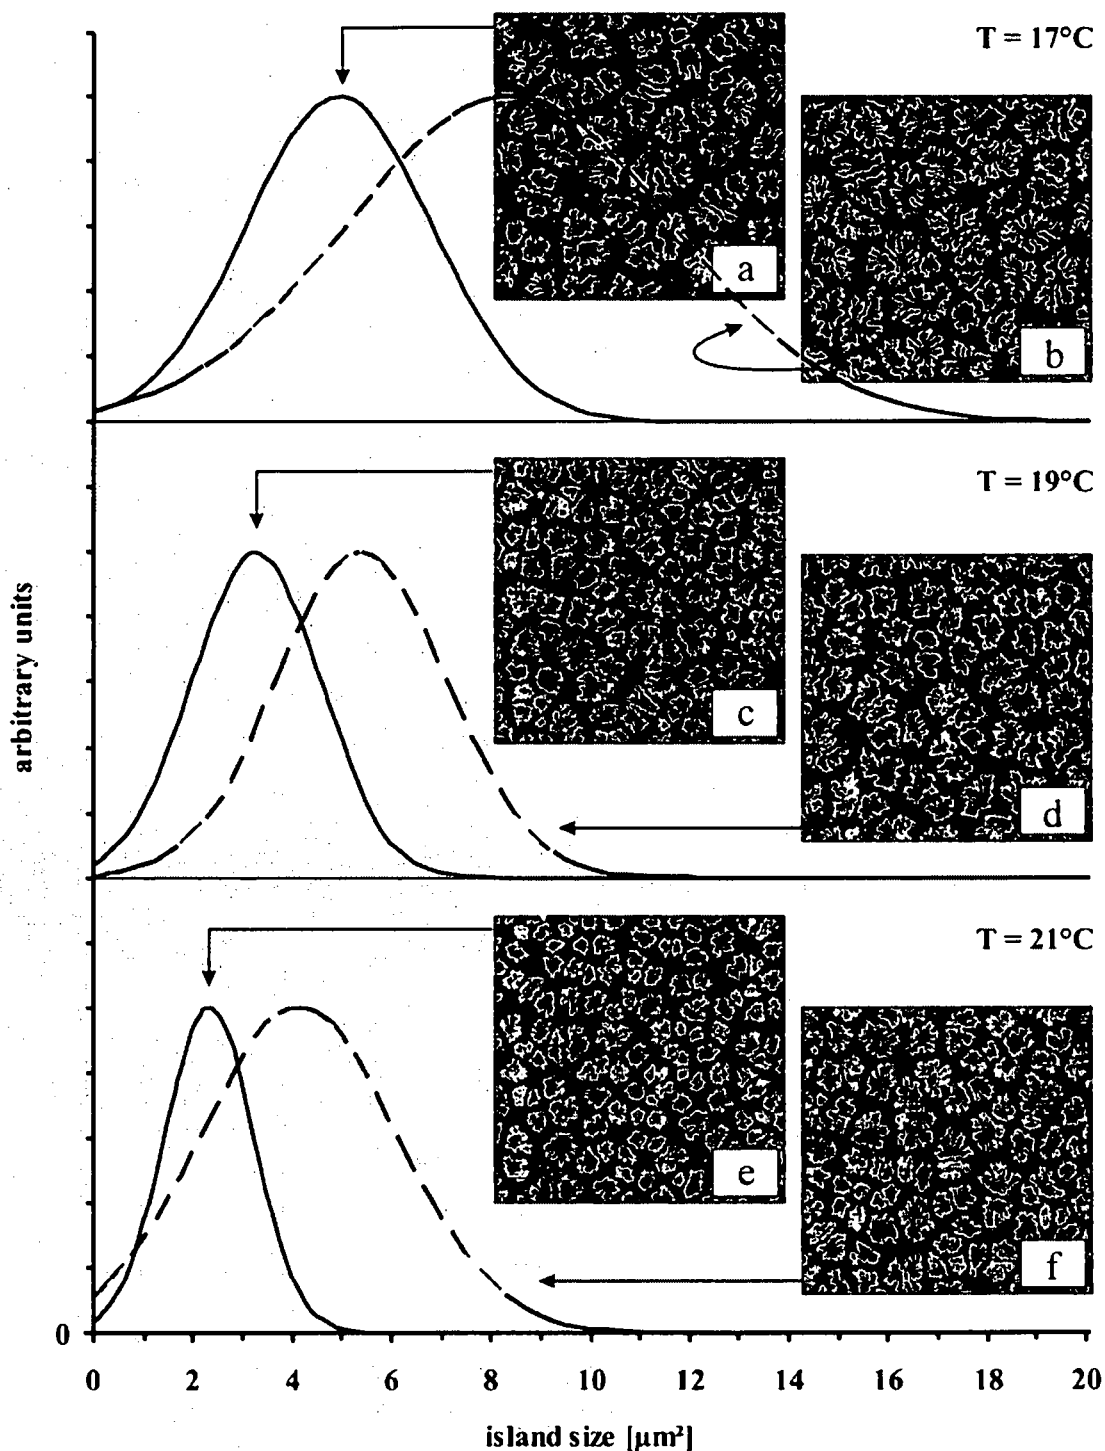 T = 17°C
a
b
T = 19°C
c
d
arbitrary units
T = 21°C
e
f
0
0 2 4 6 8 10 12 14 16 18 20
island size [µm²]